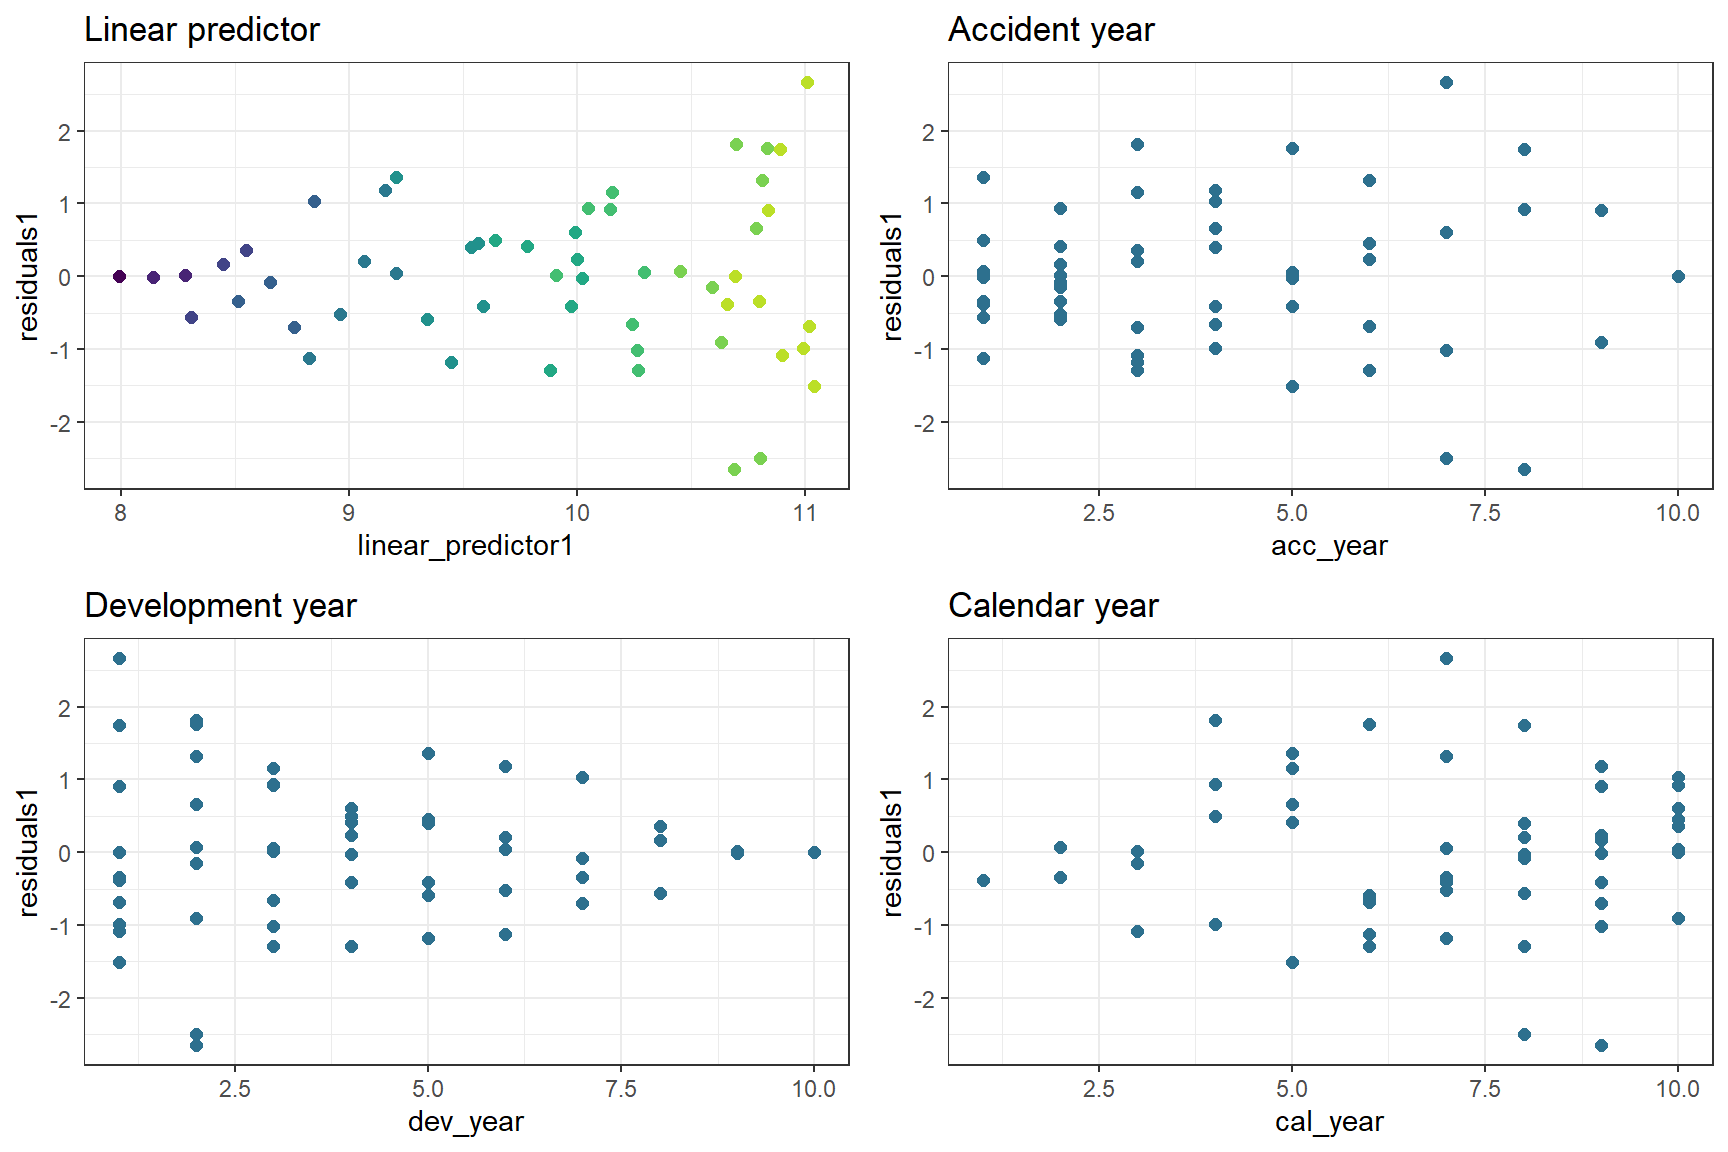 Linear predictor
2
1
0
-1
-2
residuals1
8 9 10 11
linear_predictor1
Accident year
2
1
0
-1
-2
residuals1
2.5 5.0 7.5 10.0
acc_year
Development year
2
1
0
-1
-2
residuals1
2.5 5.0 7.5 10.0
dev_year
Calendar year
2
1
0
-1
-2
residuals1
2.5 5.0 7.5 10.0
cal_year